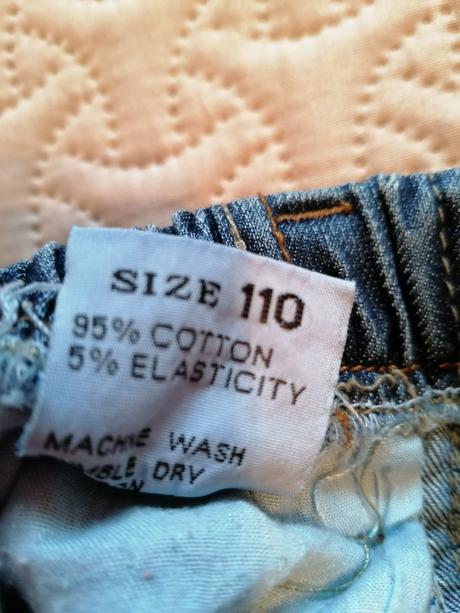 SIZE 110
95% COTTON
5% ELASTICITY
MACHINE WASH
DRY